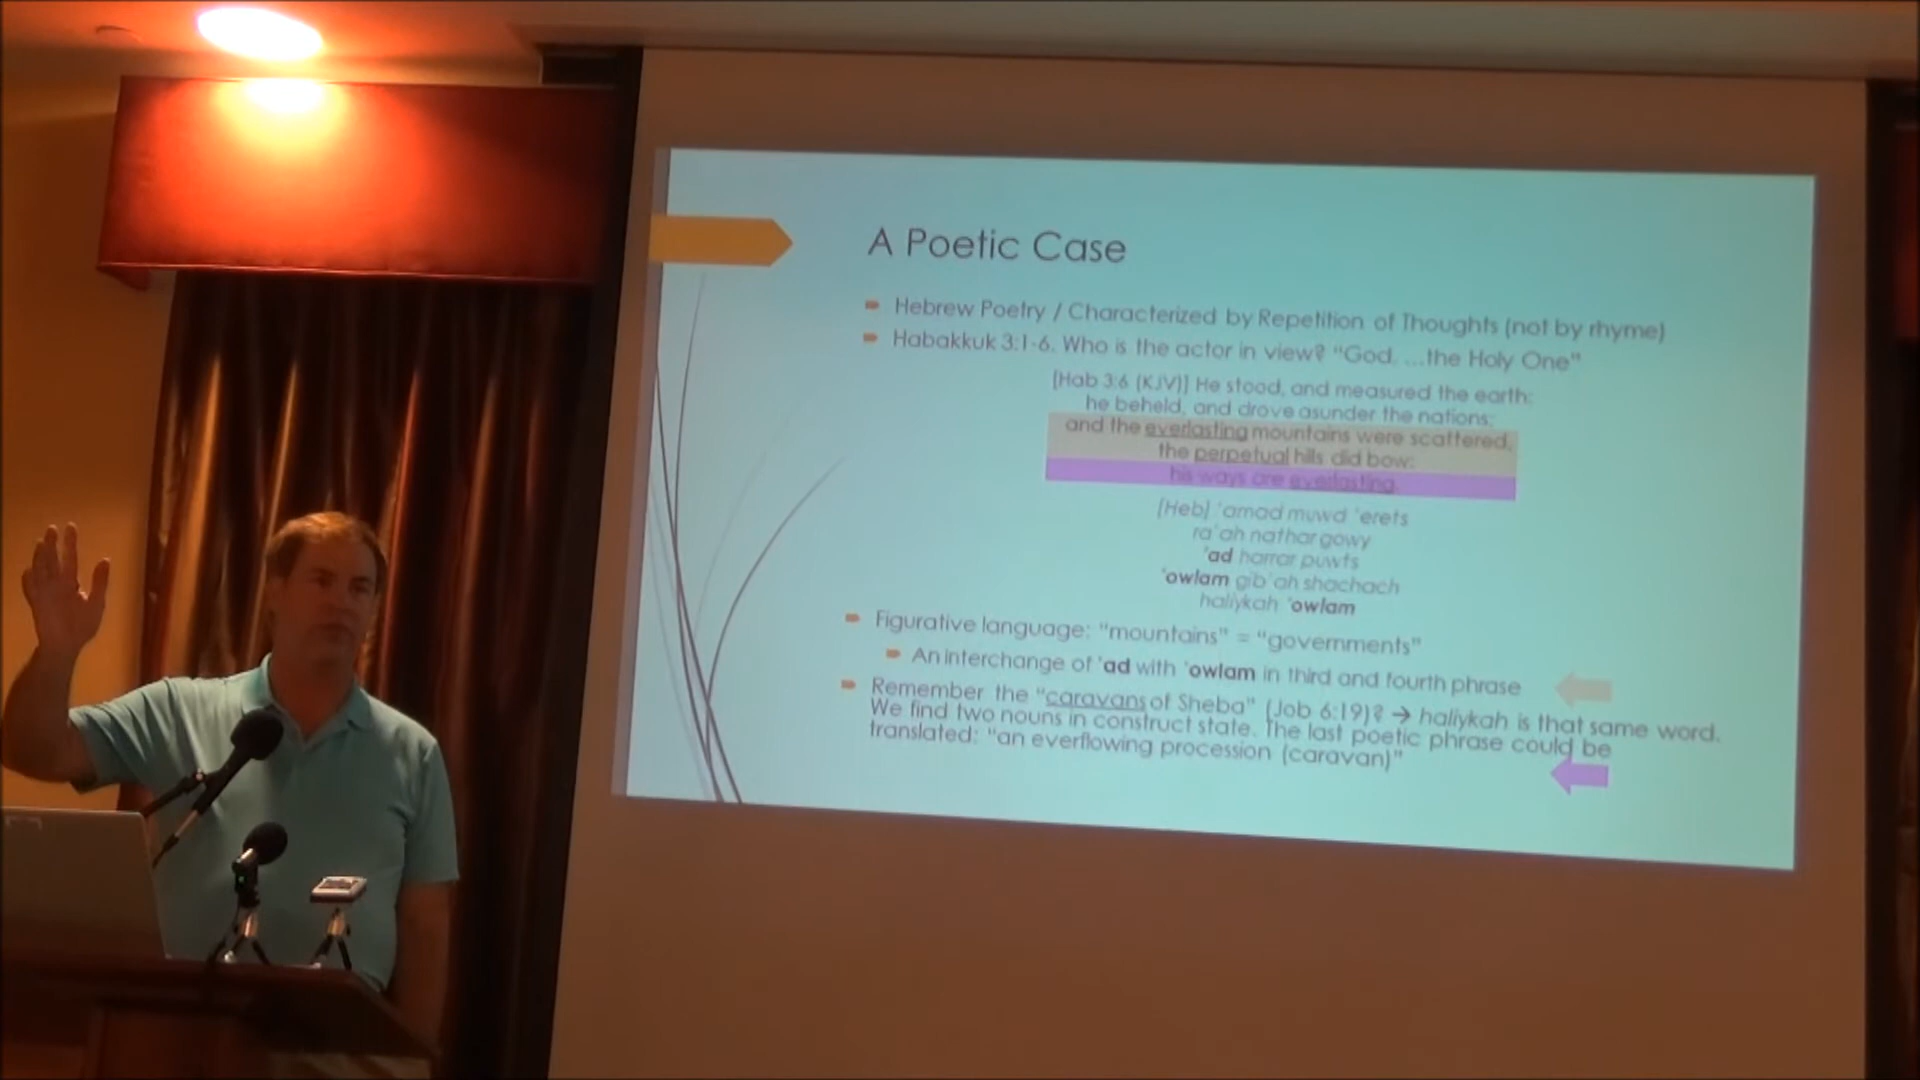 A Poetic Case
Hebrew Poetry / Characterized by Repetition of Thoughts (not by rhyme)
Habakkuk 3:1-6. Who is the actor in view? "God. ...the Holy One"
[Hab 3:6 (KJV)] He stood, and measured the earth:
he beheld, and drove asunder the nations;
and the everlasting mountains were scattered,
the perpetual hills did bow:
his ways are everlasting.
[Heb] 'amad muwd 'erets
ra'ah nathar gowy
'ad harrar puwts
'owlam gib'ah shachach
haliykah 'owlam
Figurative language: "mountains" = "governments"
An interchange of 'ad with 'owlam in third and fourth phrase
Remember the "caravans of Sheba" (Job 6:19)? → haliykah is that same word.
We find two nouns in construct state. The last poetic phrase could be
translated: "an everflowing procession (caravan)"